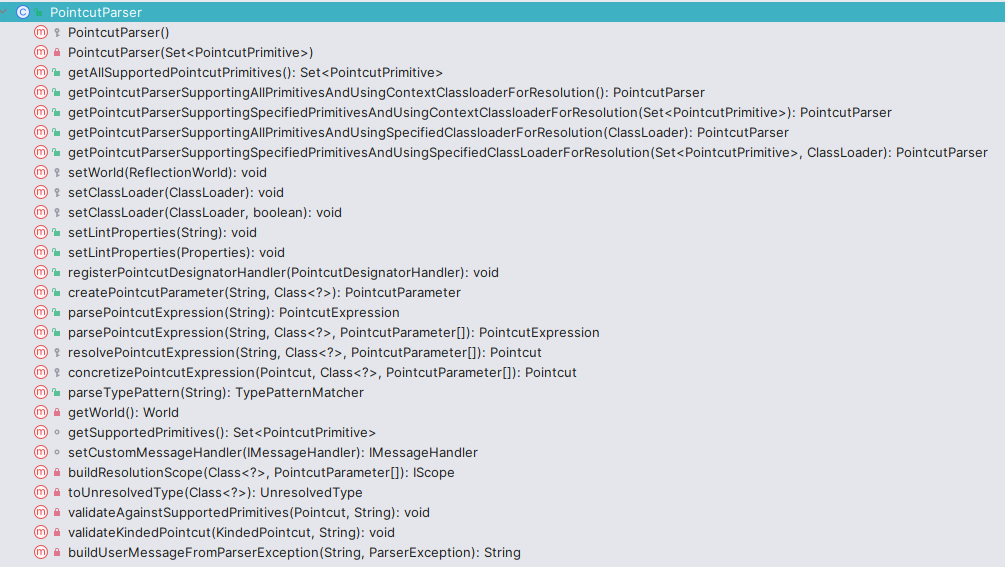 PointcutParser
PointcutParser()
PointcutParser(Set<PointcutPrimitive>)
getAllSupportedPointcutPrimitives(): Set<PointcutPrimitive>
getPointcutParserSupportingAllPrimitivesAndUsingContextClassloaderForResolution(): PointcutParser
getPointcutParserSupportingSpecifiedPrimitivesAndUsingContextClassloaderForResolution(Set<PointcutPrimitive>): PointcutParser
getPointcutParserSupportingAllPrimitivesAndUsingSpecifiedClassloaderForResolution(ClassLoader): PointcutParser
getPointcutParserSupportingSpecifiedPrimitivesAndUsingSpecifiedClassLoaderForResolution(Set<PointcutPrimitive>, ClassLoader): PointcutParser
setWorld(ReflectionWorld): void
setClassLoader(ClassLoader): void
setClassLoader(ClassLoader, boolean): void
setLintProperties(String): void
setLintProperties(Properties): void
registerPointcutDesignatorHandler(PointcutDesignatorHandler): void
createPointcutParameter(String, Class<?>): PointcutParameter
parsePointcutExpression(String): PointcutExpression
parsePointcutExpression(String, Class<?>, PointcutParameter[]): PointcutExpression
resolvePointcutExpression(String, Class<?>, PointcutParameter[]): Pointcut
concretizePointcutExpression(Pointcut, Class<?>, PointcutParameter[]): Pointcut
parseTypePattern(String): TypePatternMatcher
getWorld(): World
getSupportedPrimitives(): Set<PointcutPrimitive>
setCustomMessageHandler(IMessageHandler): IMessageHandler
buildResolutionScope(Class<?>, PointcutParameter[]): IScope
toUnresolvedType(Class<?>): UnresolvedType
validateAgainstSupportedPrimitives(Pointcut, String): void
validateKindedPointcut(KindedPointcut, String): void
buildUserMessageFromParserException(String, ParserException): String